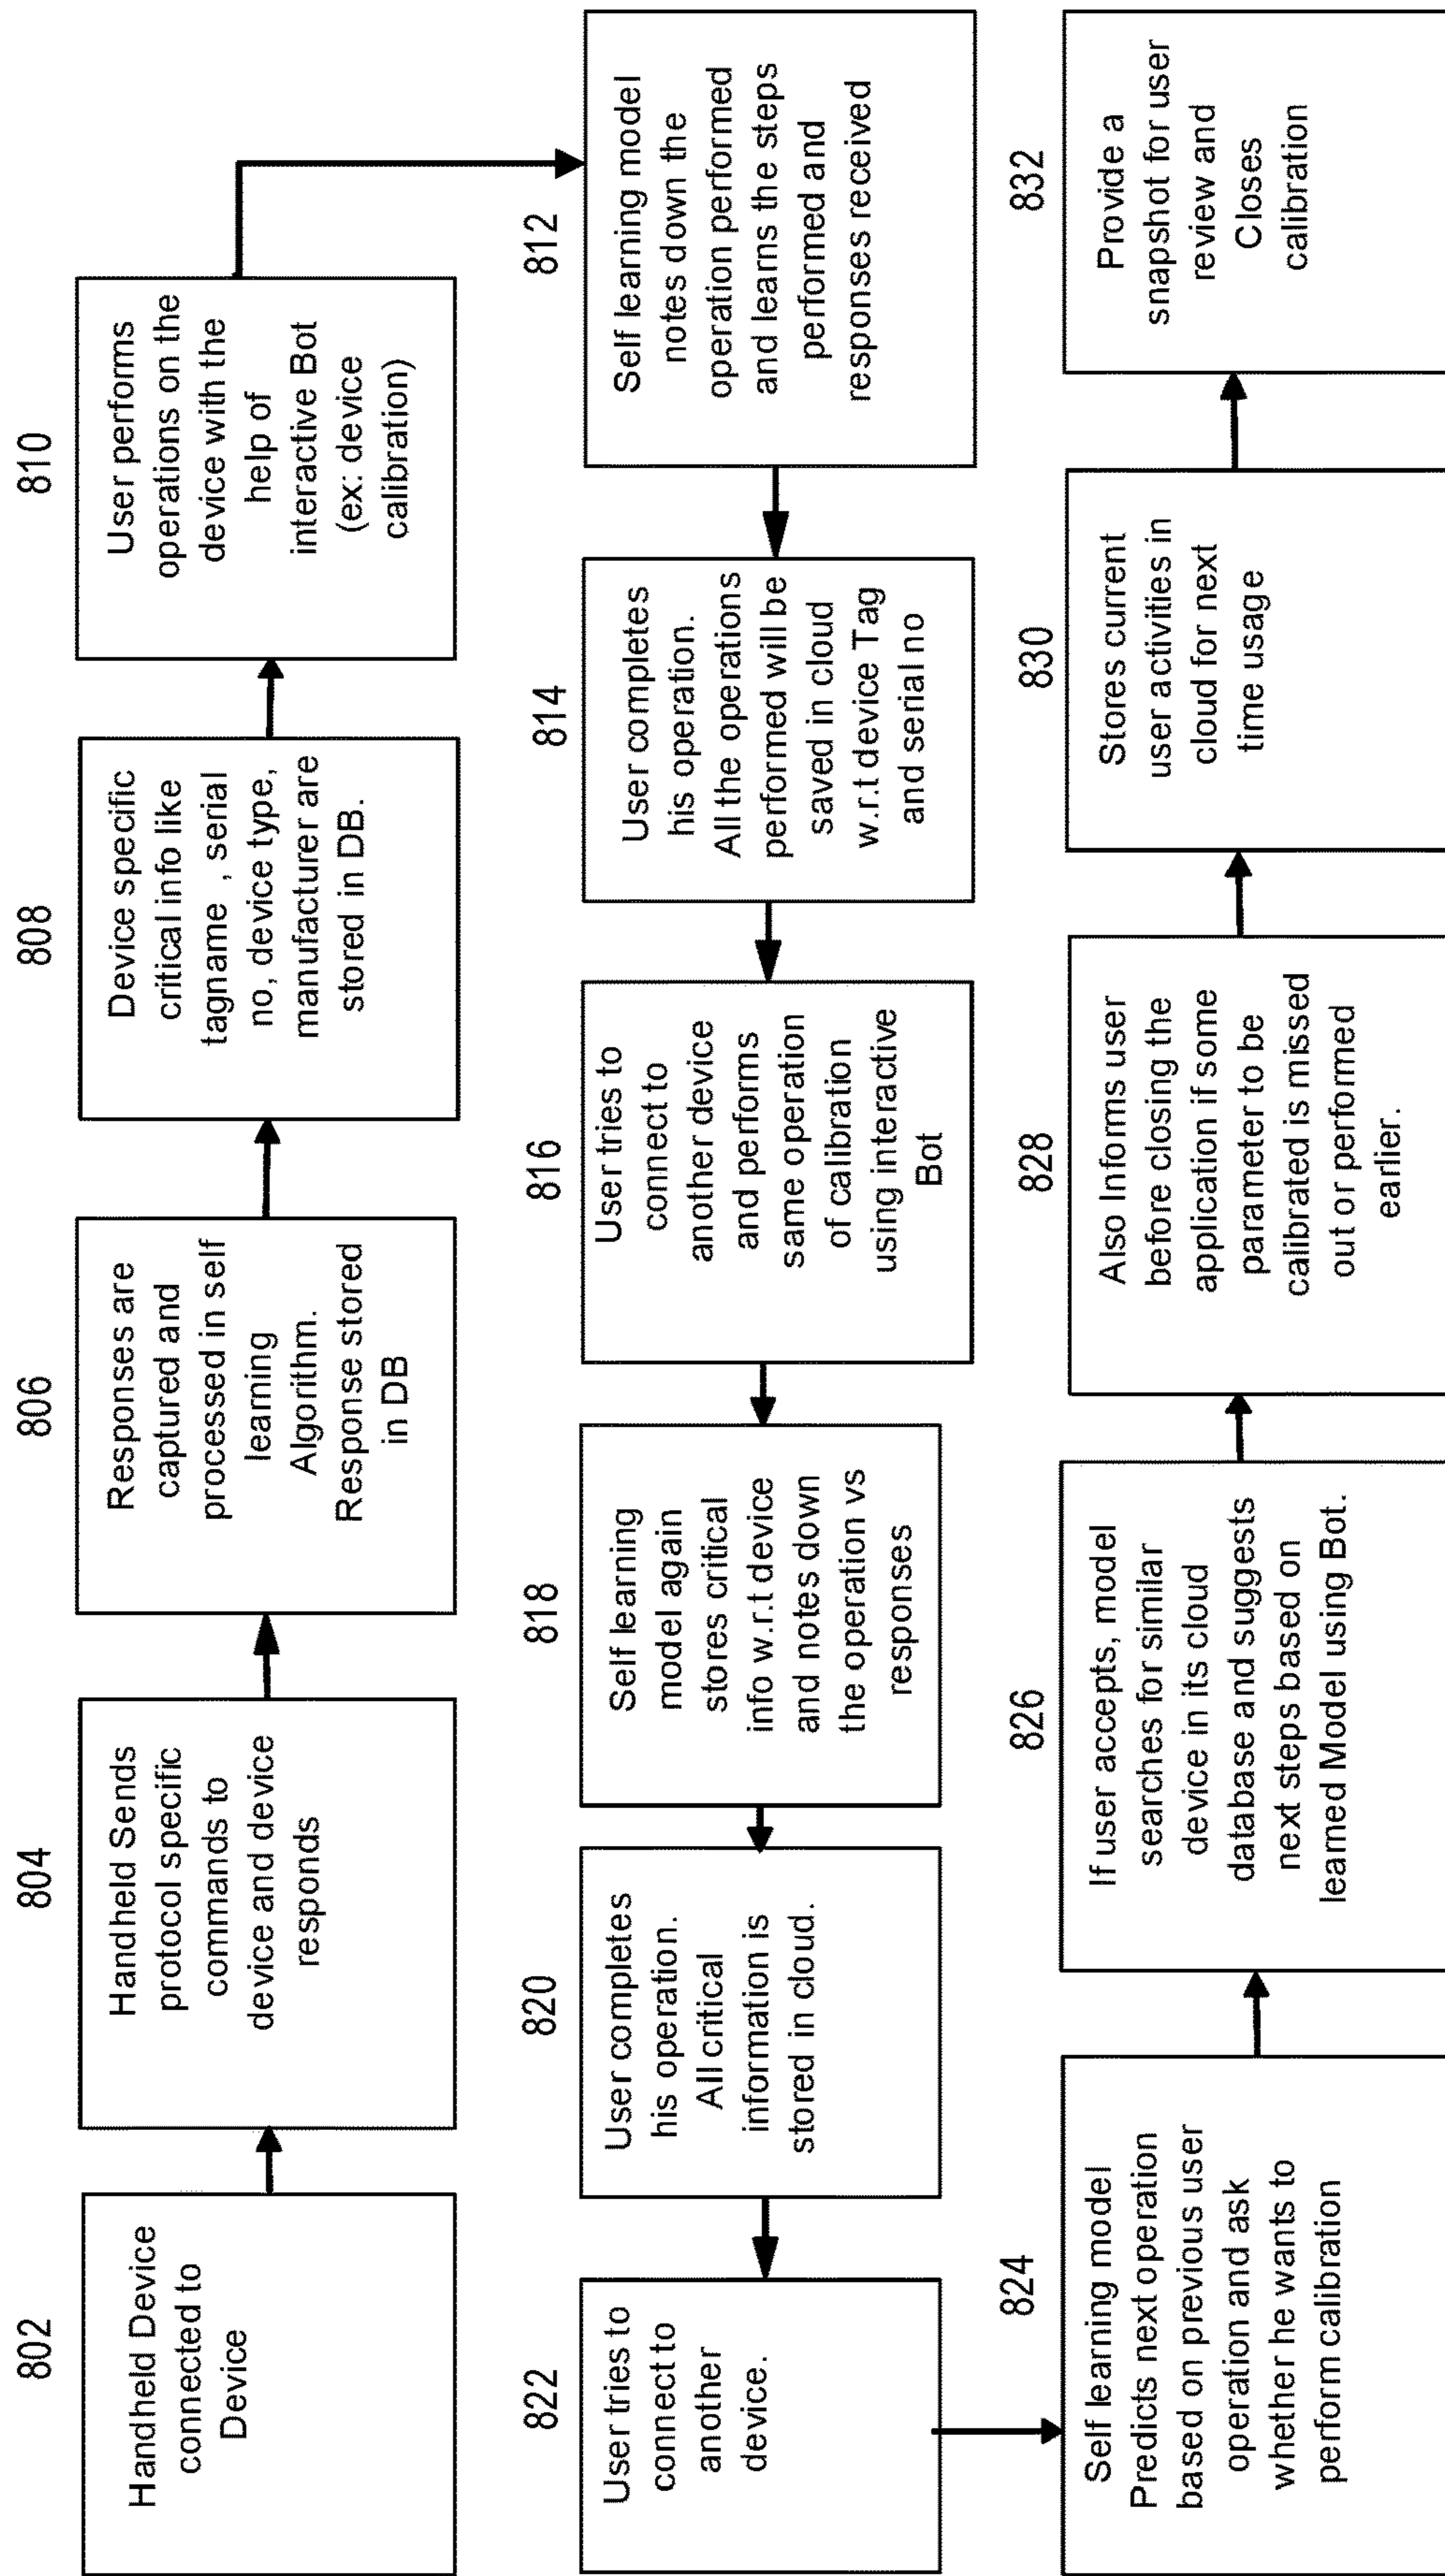 802
Handheld Device
connected to
Device
804
Handheld Sends
protocol specific
commands to
device and device
responds
806
Responses are
captured and
processed in self
learning
Algorithm.
Response stored
in DB
808
Device specific
critical info like
tagname , serial
no, device type,
manufacturer are
stored in DB.
810
User performs
operations on the
device with the
help of
interactive Bot
(ex: device
calibration)
812
Self learning model
notes down the
operation performed
and learns the steps
performed and
responses received
814
User completes
his operation.
All the operations
performed will be
saved in cloud
w.r.t device Tag
and serial no
816
User tries to
connect to
another device
and performs
same operation
of calibration
using interactive
Bot
818
Self learning
model again
stores critical
info w.r.t device
and notes down
the operation vs
responses
820
User completes
his operation.
All critical
information is
stored in cloud.
822
User tries to
connect to
another
device.
824
Self learning model
Predicts next operation
based on previous user
operation and ask
whether he wants to
perform calibration
826
If user accepts, model
searches for similar
device in its cloud
database and suggests
next steps based on
learned Model using Bot.
828
Also Informs user
before closing the
application if some
parameter to be
calibrated is missed
out or performed
earlier.
830
Stores current
user activities in
cloud for next
time usage
832
Provide a
snapshot for user
review and
Closes
calibration